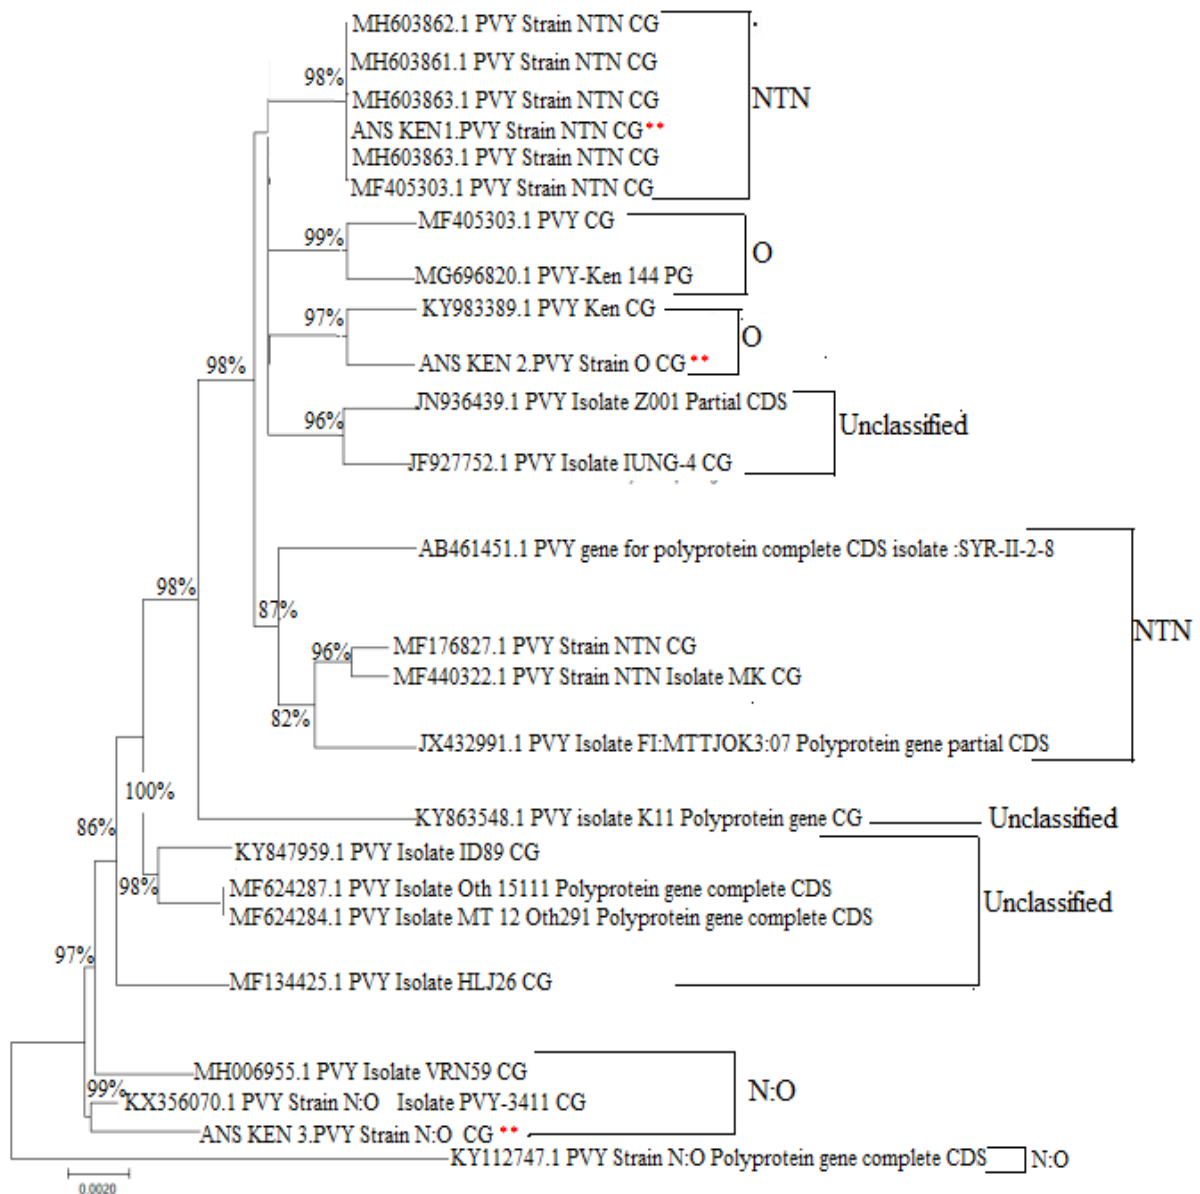 MH603862.1 PVY Strain NTN CG
MH603861.1 PVY Strain NTN CG
98%
MH603863.1 PVY Strain NTN CG
NTN
ANS KEN1.PVY Strain NTN CG**
MH603863.1 PVY Strain NTN CG
MF405303.1 PVY Strain NTN CG
MF405303.1 PVY CG
99%
O
MG696820.1 PVY-Ken 144 PG
KY983389.1 PVY Ken CG
97%
O
ANS KEN 2.PVY Strain O CG**
98%
JN936439.1 PVY Isolate Z001 Partial CDS
96%
Unclassified
JF927752.1 PVY Isolate IUNG-4 CG
AB461451.1 PVY gene for polyprotein complete CDS isolate :SYR-II-2-8
98%
87%
NTN
MF176827.1 PVY Strain NTN CG
96%
MF440322.1 PVY Strain NTN Isolate MK CG
82%
JX432991.1 PVY Isolate FI:MTTJOK3:07 Polyprotein gene partial CDS
100%
KY863548.1 PVY isolate K11 Polyprotein gene CG
Unclassified
86%
KY847959.1 PVY Isolate ID89 CG
98%
MF624287.1 PVY Isolate Oth 15111 Polyprotein gene complete CDS
Unclassified
MF624284.1 PVY Isolate MT 12 Oth291 Polyprotein gene complete CDS
97%
MF134425.1 PVY Isolate HLJ26 CG
MH006955.1 PVY Isolate VRN59 CG
99%
N:O
KX356070.1 PVY Strain N:O Isolate PVY-3411 CG
ANS KEN 3.PVY Strain N:O CG **
KY112747.1 PVY Strain N:O Polyprotein gene complete CDS
N:O
0.0020